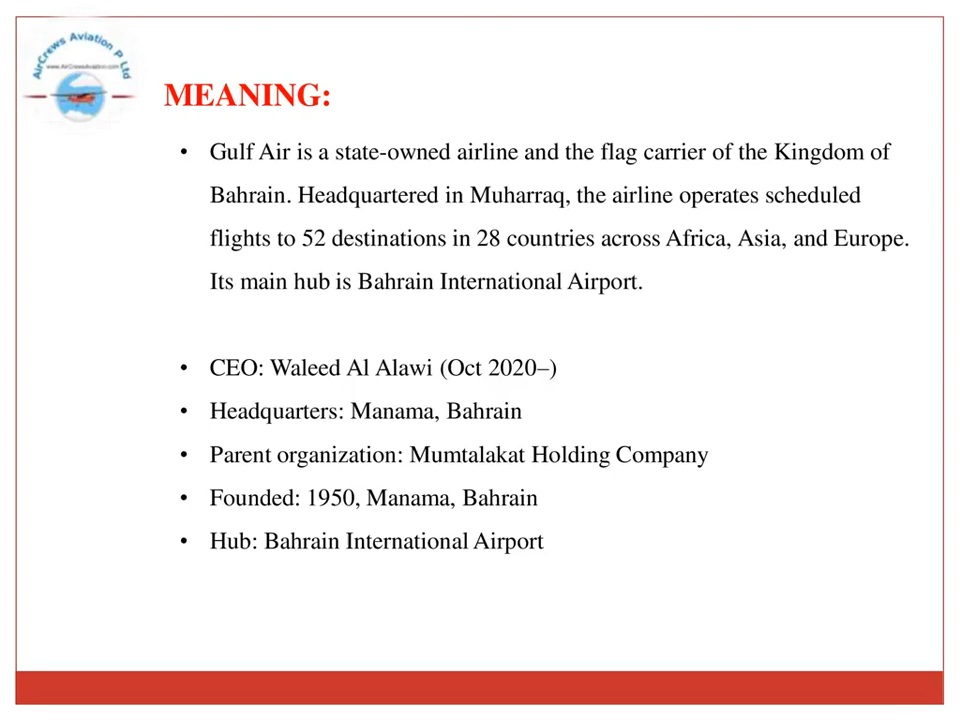 AirCrews Aviation P Ltd
www.AirCrewsAviation.com
MEANING:
• Gulf Air is a state-owned airline and the flag carrier of the Kingdom of
Bahrain. Headquartered in Muharraq, the airline operates scheduled
flights to 52 destinations in 28 countries across Africa, Asia, and Europe.
Its main hub is Bahrain International Airport.
• CEO: Waleed Al Alawi (Oct 2020–)
• Headquarters: Manama, Bahrain
• Parent organization: Mumtalakat Holding Company
• Founded: 1950, Manama, Bahrain
• Hub: Bahrain International Airport